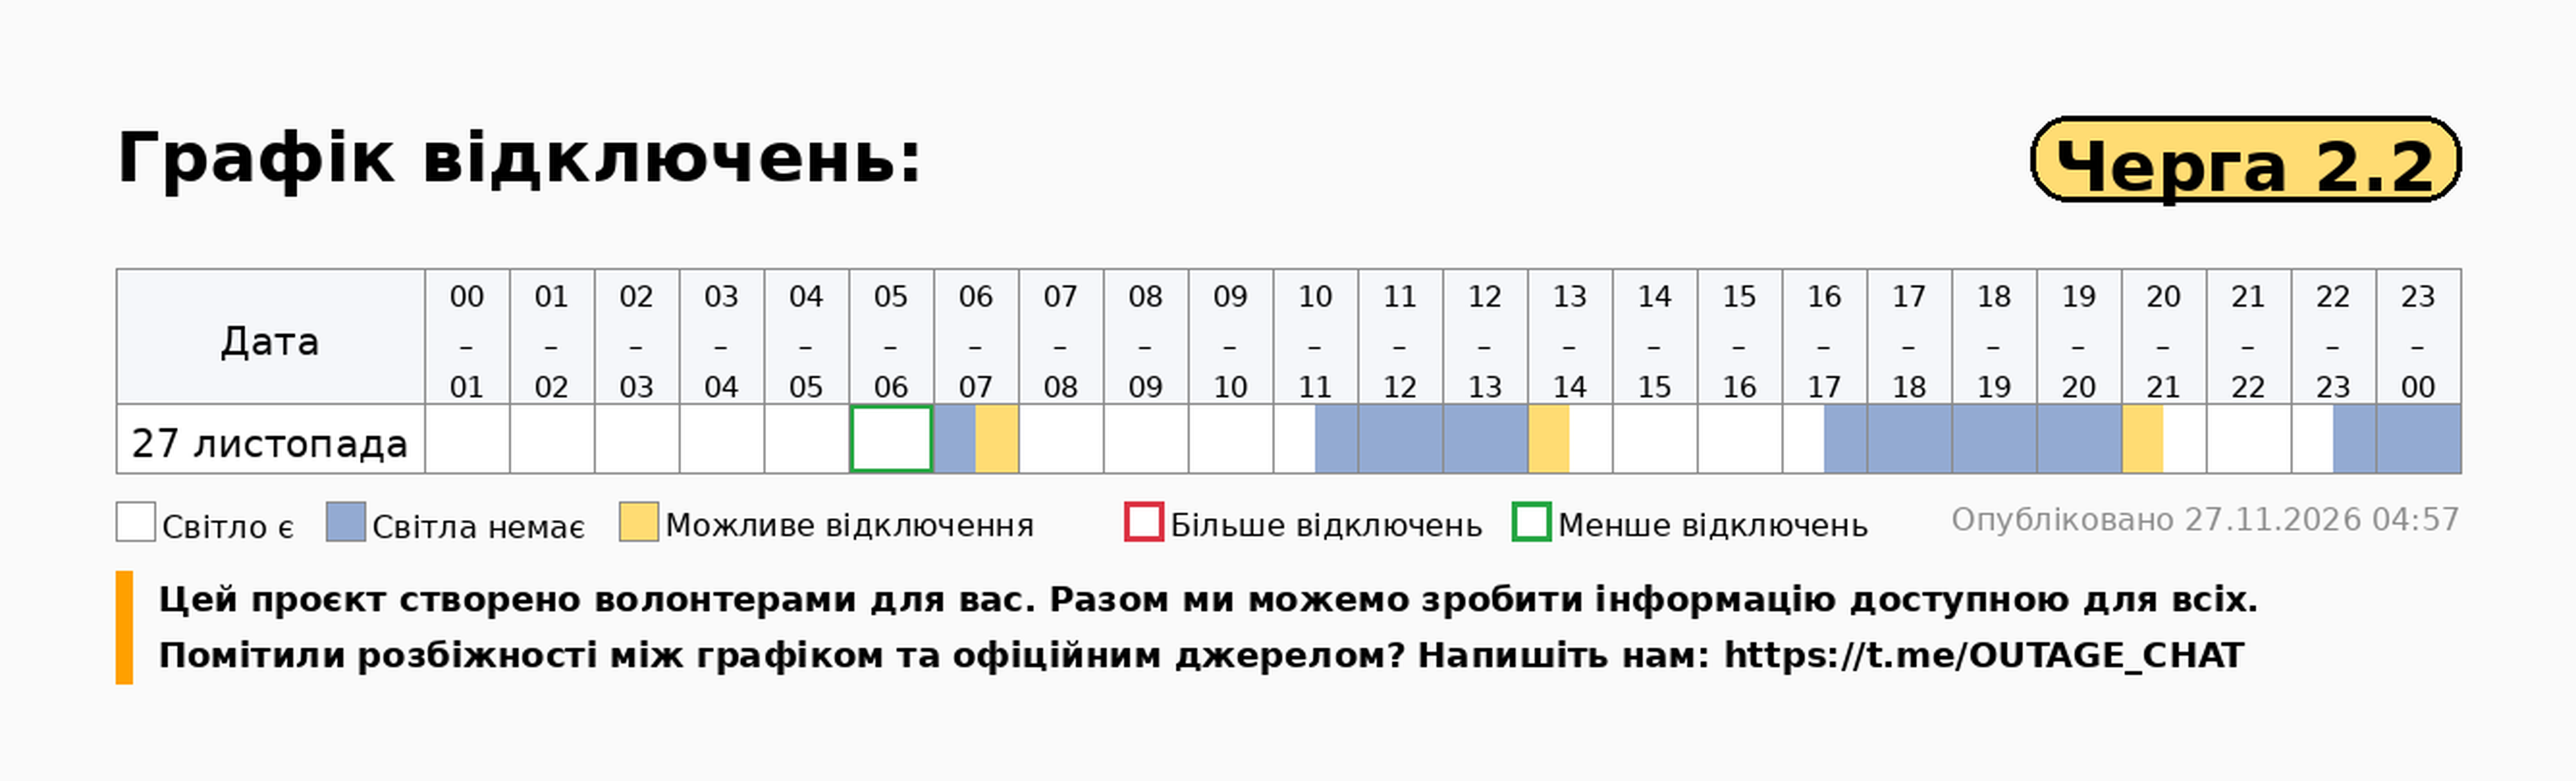 Графік відключень:
Черга 2.2
Дата
00 – 01
01 – 02
02 – 03
03 – 04
04 – 05
05 – 06
06 – 07
07 – 08
08 – 09
09 – 10
10 – 11
11 – 12
12 – 13
13 – 14
14 – 15
15 – 16
16 – 17
17 – 18
18 – 19
19 – 20
20 – 21
21 – 22
22 – 23
23 – 00
27 листопада
Світло є
Світла немає
Можливе відключення
Більше відключень
Менше відключень
Опубліковано 27.11.2026 04:57
Цей проєкт створено волонтерами для вас. Разом ми можемо зробити інформацію доступною для всіх.
Помітили розбіжності між графіком та офіційним джерелом? Напишіть нам: https://t.me/OUTAGE_CHAT